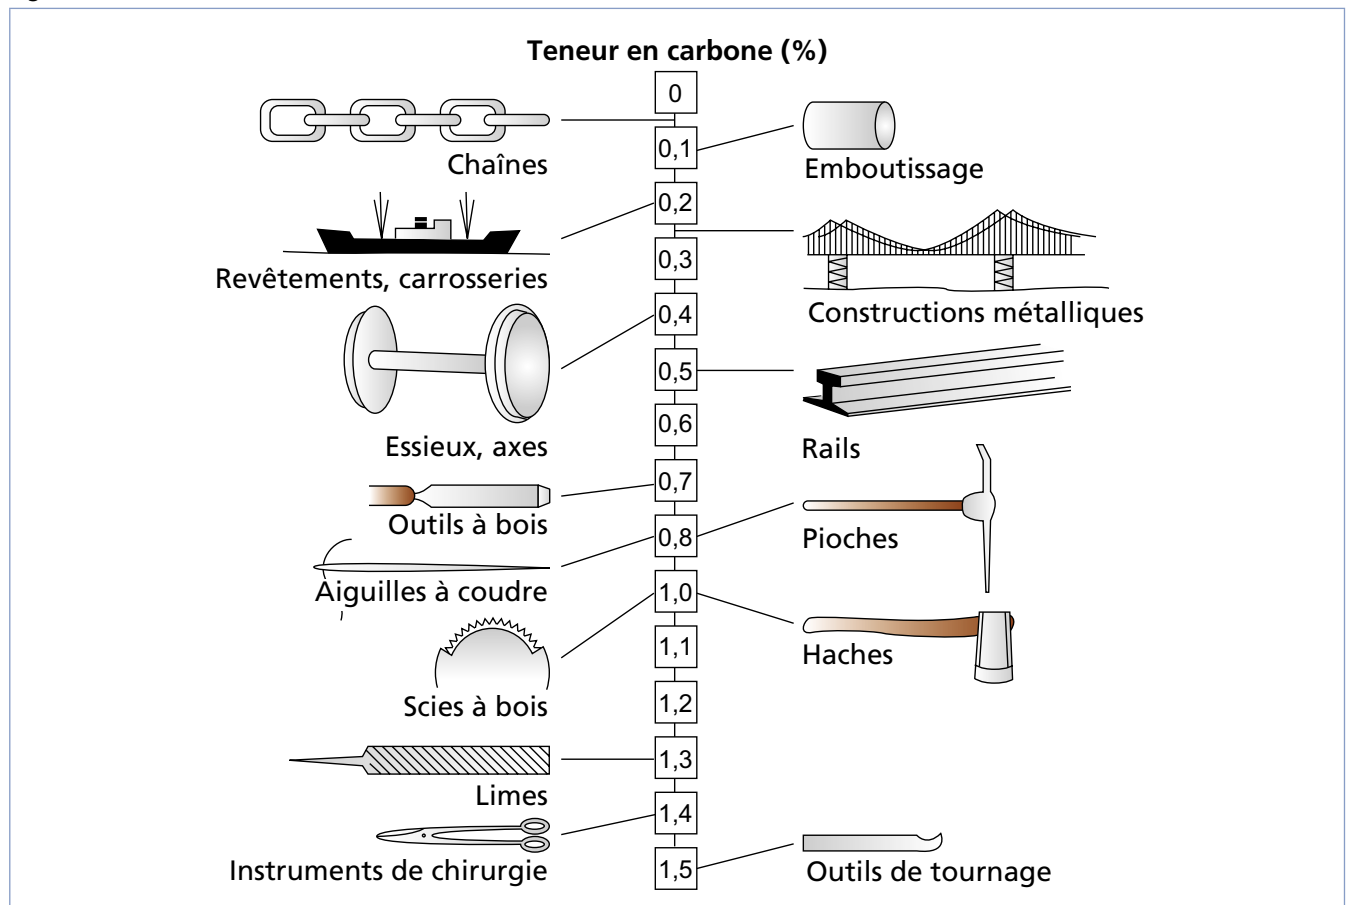 Teneur en carbone (%)
0
Chaînes
0,1
Emboutissage
0,2
Revêtements, carrosseries
0,3
Constructions métalliques
0,4
Essieux, axes
0,5
Rails
0,6
0,7
Outils à bois
0,8
Pioches
Aiguilles à coudre
1,0
Haches
1,1
Scies à bois
1,2
1,3
Limes
1,4
Instruments de chirurgie
1,5
Outils de tournage